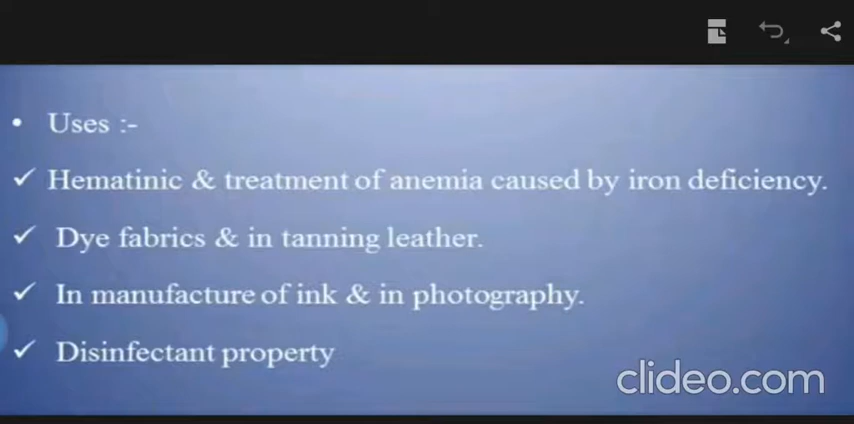 • Uses :-
✓ Hematinic & treatment of anemia caused by iron deficiency.
✓ Dye fabrics & in tanning leather.
✓ In manufacture of ink & in photography.
✓ Disinfectant property
clideo.com